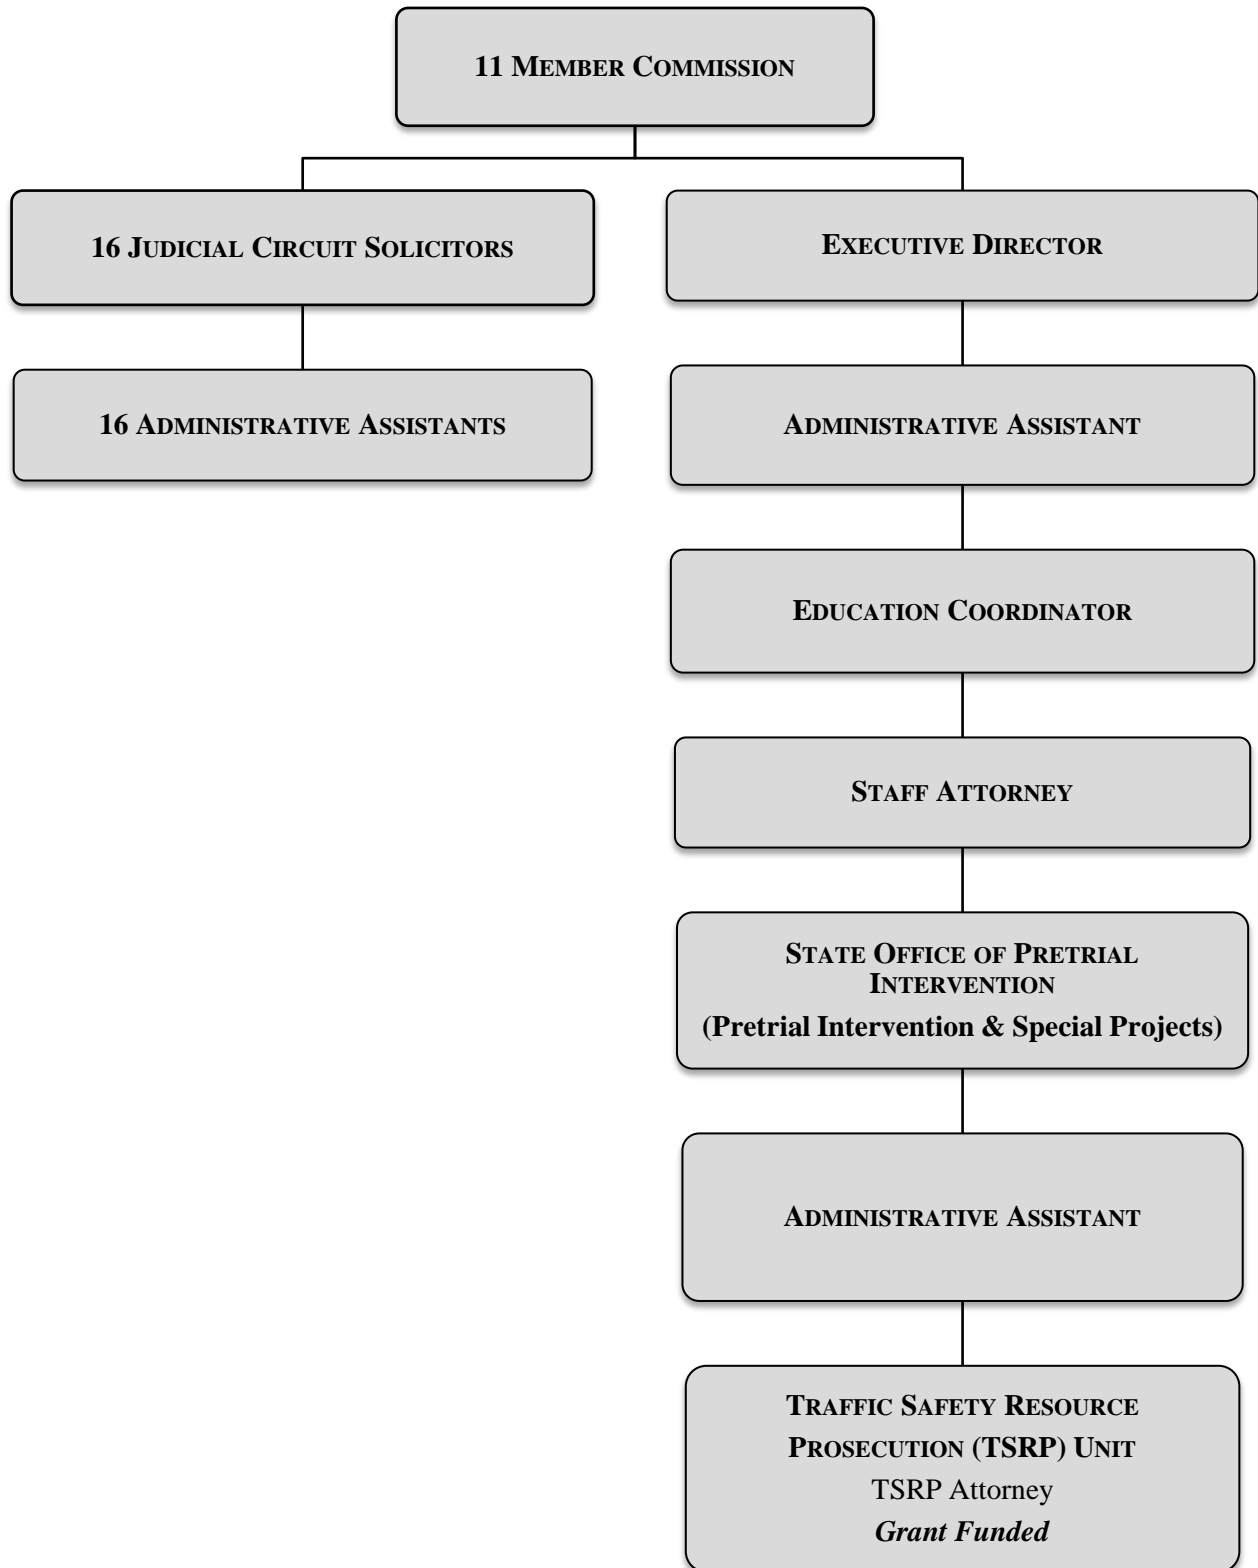 11 MEMBER COMMISSION
16 JUDICIAL CIRCUIT SOLICITORS
EXECUTIVE DIRECTOR
16 ADMINISTRATIVE ASSISTANTS
ADMINISTRATIVE ASSISTANT
EDUCATION COORDINATOR
STAFF ATTORNEY
STATE OFFICE OF PRETRIAL
INTERVENTION
(Pretrial Intervention & Special Projects)
ADMINISTRATIVE ASSISTANT
TRAFFIC SAFETY RESOURCE
PROSECUTION (TSRP) UNIT
TSRP Attorney
Grant Funded